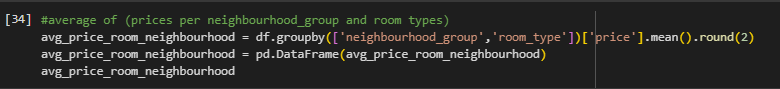 [34] #average of (prices per neighbourhood_group and room types)
avg_price_room_neighbourhood = df.groupby(['neighbourhood_group','room_type'])['price'].mean().round(2)
avg_price_room_neighbourhood = pd.DataFrame(avg_price_room_neighbourhood)
avg_price_room_neighbourhood